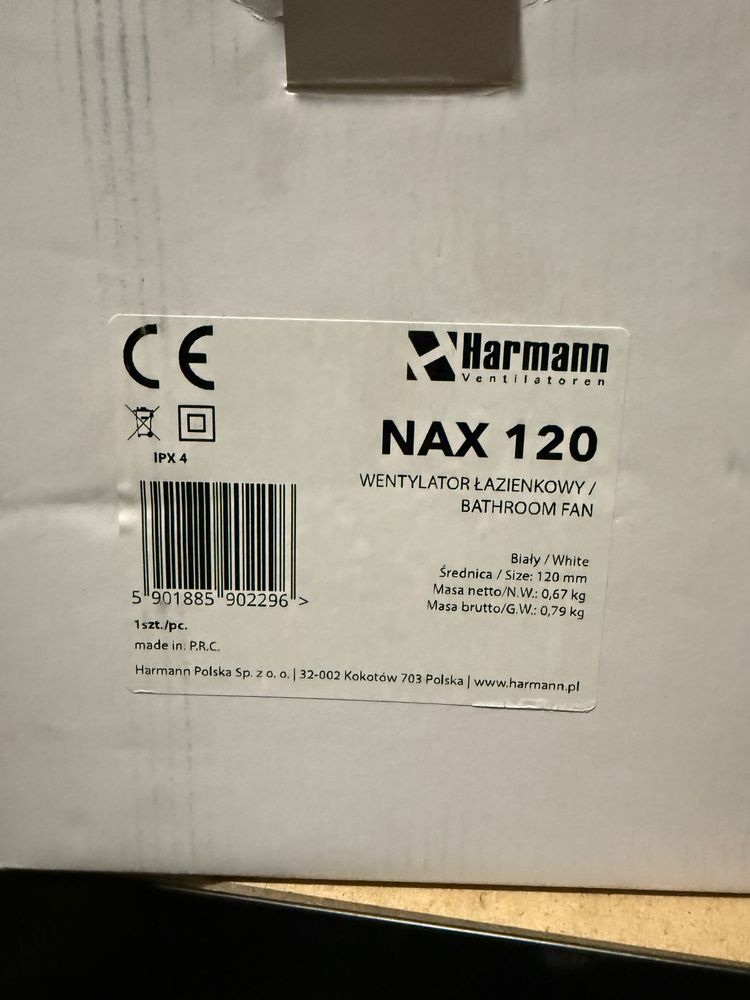 CE
Harmann
Ventilatoren
NAX 120
IPX 4
WENTYLATOR ŁAZIENKOWY /
BATHROOM FAN
Biały / White
Średnica / Size: 120 mm
Masa netto/N.W.: 0,67 kg
Masa brutto/G.W.: 0,79 kg
5 901885 902296 >
1szt./pc.
made in. P.R.C.
Harmann Polska Sp. z o. o. | 32-002 Kokotów 703 Polska | www.harmann.pl